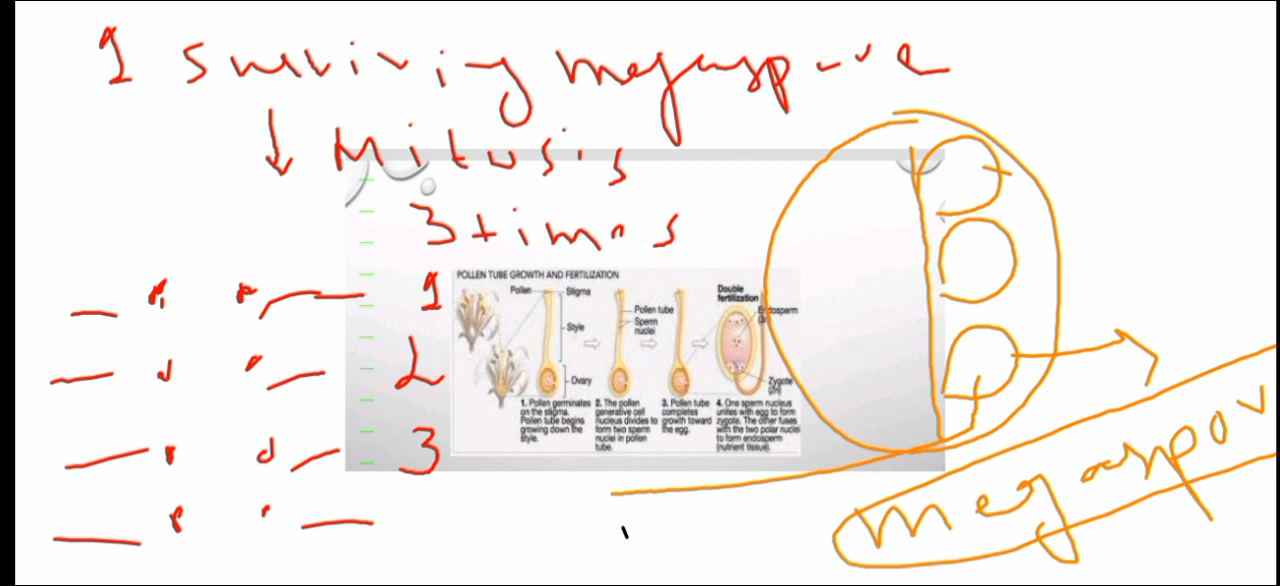 1 Surviving megaspore
↓ Mitosis
3 times
1
2
3
POLLEN TUBE GROWTH AND FERTILIZATION
Pollen
Stigma
Style
Ovary
Pollen tube
Sperm nuclei
Double fertilization
Endosperm
Zygote (2n)
1. Pollen germinates on the stigma. Pollen tube begins growing down the style.
2. The pollen generative cell nucleus divides to form two sperm nuclei in pollen tube.
3. Pollen tube completes growth toward the egg.
4. One sperm nucleus unites with egg to form zygote. The other fuses with the two polar nuclei to form endosperm (nutrient tissue).
megaspor